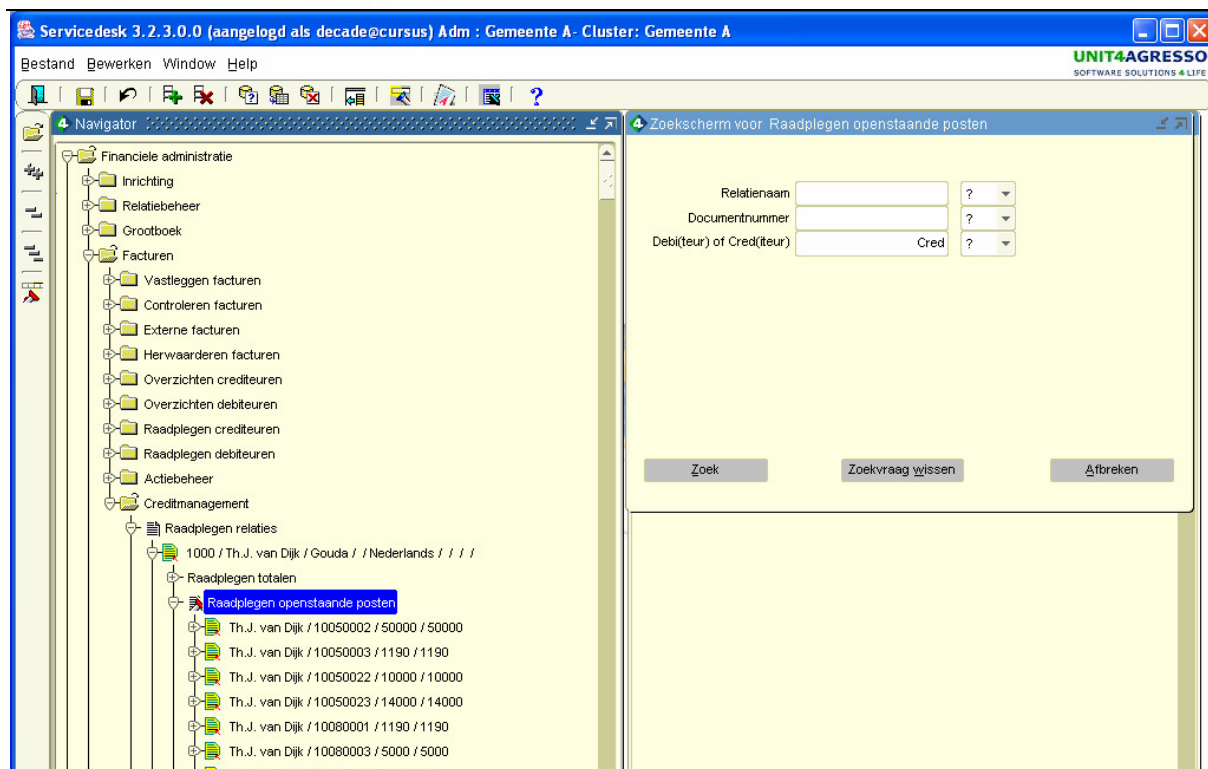 Servicedesk 3.2.3.0.0 (aangelogd als decade@cursus) Adm : Gemeente A- Cluster: Gemeente A
Bestand Bewerken Window Help
UNIT4AGRESSO
SOFTWARE SOLUTIONS 4 LIFE
4 Navigator
Financiele administratie
Inrichting
Relatiebeheer
Grootboek
Facturen
Vastleggen facturen
Controleren facturen
Externe facturen
Herwaarderen facturen
Overzichten crediteuren
Overzichten debiteuren
Raadplegen crediteuren
Raadplegen debiteuren
Actiebeheer
Creditmanagement
Raadplegen relaties
1000 / Th.J. van Dijk / Gouda / / Nederlands / / / /
Raadplegen totalen
Raadplegen openstaande posten
Th.J. van Dijk / 10050002 / 50000 / 50000
Th.J. van Dijk / 10050003 / 1190 / 1190
Th.J. van Dijk / 10050022 / 10000 / 10000
Th.J. van Dijk / 10050023 / 14000 / 14000
Th.J. van Dijk / 10080001 / 1190 / 1190
Th.J. van Dijk / 10080003 / 5000 / 5000
4 Zoekscherm voor Raadplegen openstaande posten
Relatienaam ?
Documentnummer ?
Debi(teur) of Cred(iteur) Cred ?
Zoek Zoekvraag wissen Afbreken